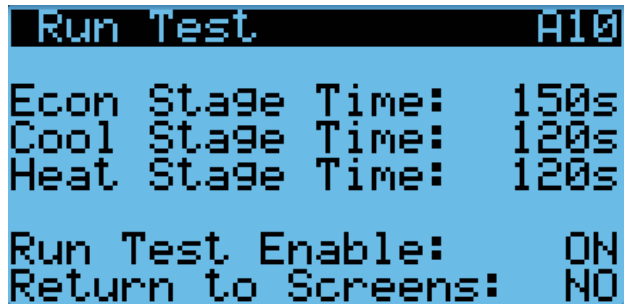 Run Test A10
Econ Stage Time: 150s
Cool Stage Time: 120s
Heat Stage Time: 120s
Run Test Enable: ON
Return to Screens: NO